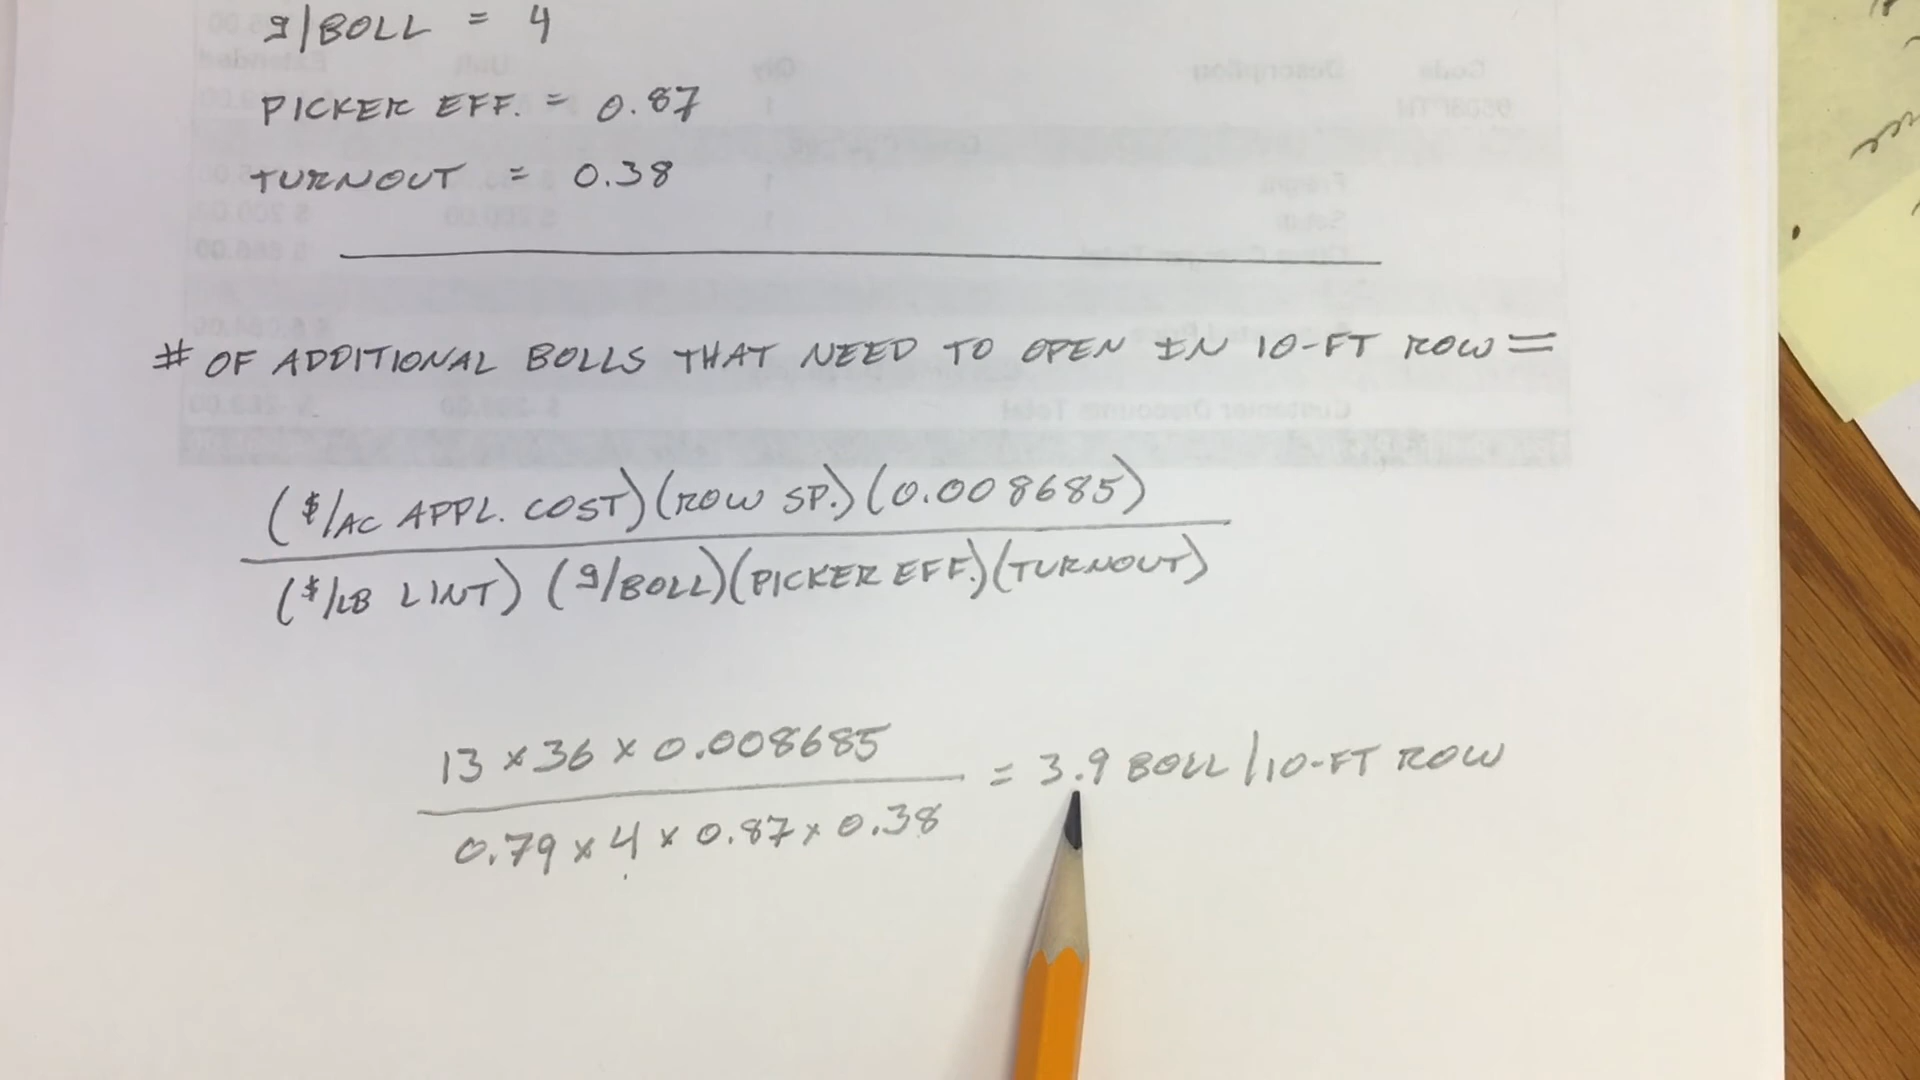 g/BOLL = 4
PICKER EFF. = 0.87
TURNOUT = 0.38
# OF ADDITIONAL BOLLS THAT NEED TO OPEN IN 10-FT ROW =
($/AC APPL. COST)(ROW SP.)(0.008685)
($/LB LINT)(g/BOLL)(PICKER EFF.)(TURNOUT)
13 × 36 × 0.008685
0.79 × 4 × 0.87 × 0.38
= 3.9 BOLL/10-FT ROW